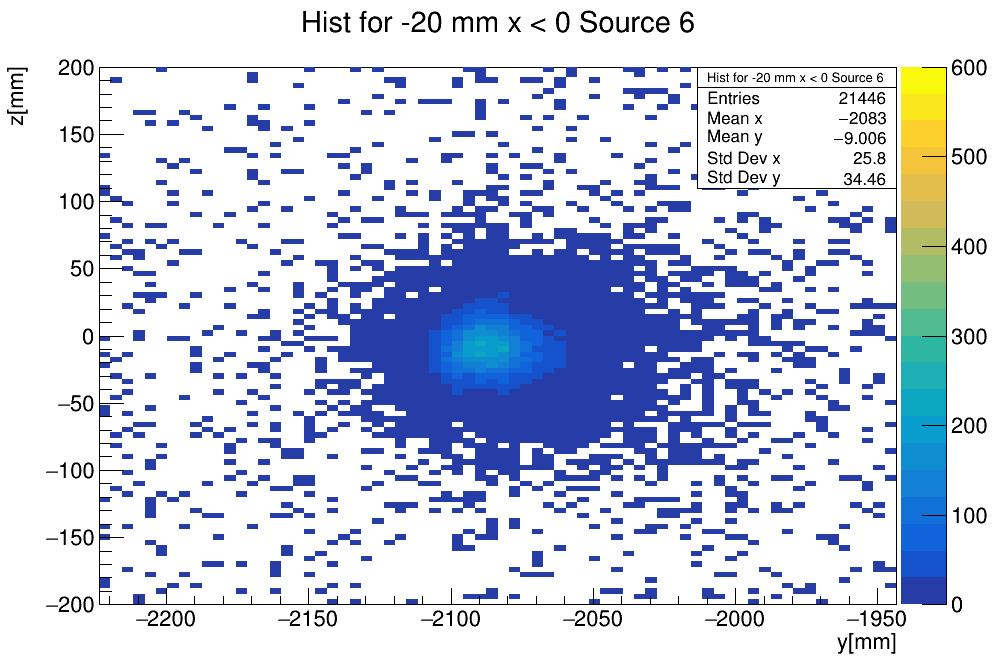 Hist for -20 mm x < 0 Source 6
z[mm]
200
150
100
50
0
−50
−100
−150
−200
Hist for -20 mm x < 0 Source 6
Entries 21446
Mean x −2083
Mean y −9.006
Std Dev x 25.8
Std Dev y 34.46
600
500
400
300
200
100
0
−2200 −2150 −2100 −2050 −2000 −1950
y[mm]